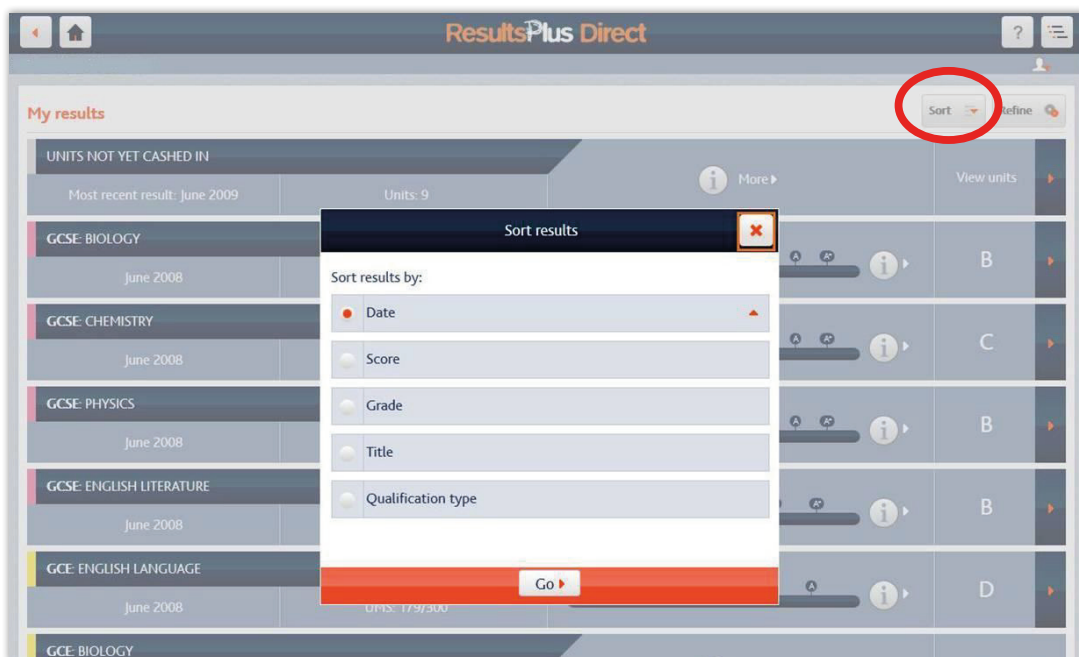 ResultsPlus Direct
?
My results
Sort
Refine
UNITS NOT YET CASHED IN
Most recent result: June 2009
Units: 9
More
View units
GCSE: BIOLOGY
June 2008
A A*
B
GCSE: CHEMISTRY
June 2008
A A*
C
GCSE: PHYSICS
June 2008
A A*
B
GCSE: ENGLISH LITERATURE
June 2008
A*
B
GCE: ENGLISH LANGUAGE
June 2008
UMS: 179/300
A
D
GCE: BIOLOGY
Sort results
Sort results by:
Date
Score
Grade
Title
Qualification type
Go